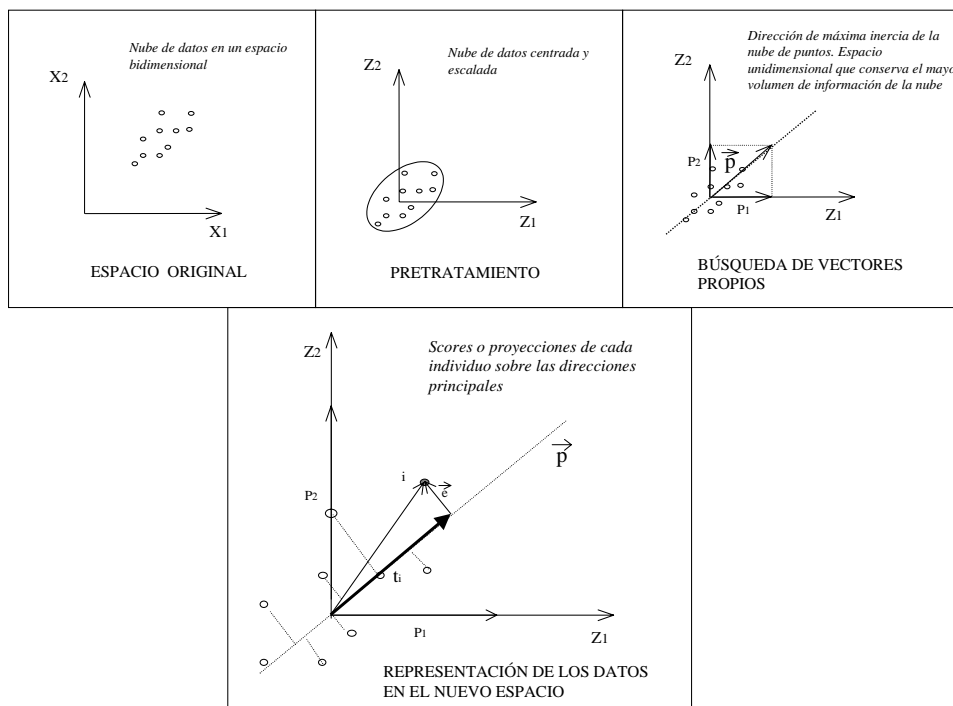 Nube de datos en un espacio
bidimensional
X2
X1
ESPACIO ORIGINAL
Nube de datos centrada y
escalada
Z2
Z1
PRETRATAMIENTO
Dirección de máxima inercia de la
nube de puntos. Espacio
unidimensional que conserva el mayo
volumen de información de la nube
Z2
P2
p
P1
Z1
BÚSQUEDA DE VECTORES
PROPIOS
Z2
Scores o proyecciones de cada
individuo sobre las direcciones
principales
p
i
e
P2
ti
P1
Z1
REPRESENTACIÓN DE LOS DATOS
EN EL NUEVO ESPACIO